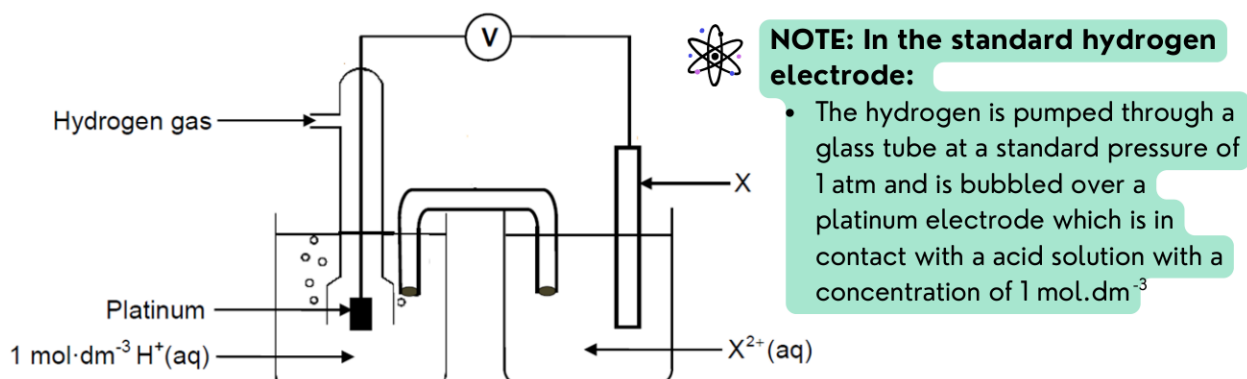 V
NOTE: In the standard hydrogen
electrode:
• The hydrogen is pumped through a
glass tube at a standard pressure of
1 atm and is bubbled over a
platinum electrode which is in
contact with a acid solution with a
concentration of 1 mol.dm⁻³
Hydrogen gas
X
Platinum
1 mol·dm⁻³ H⁺(aq)
X²⁺(aq)